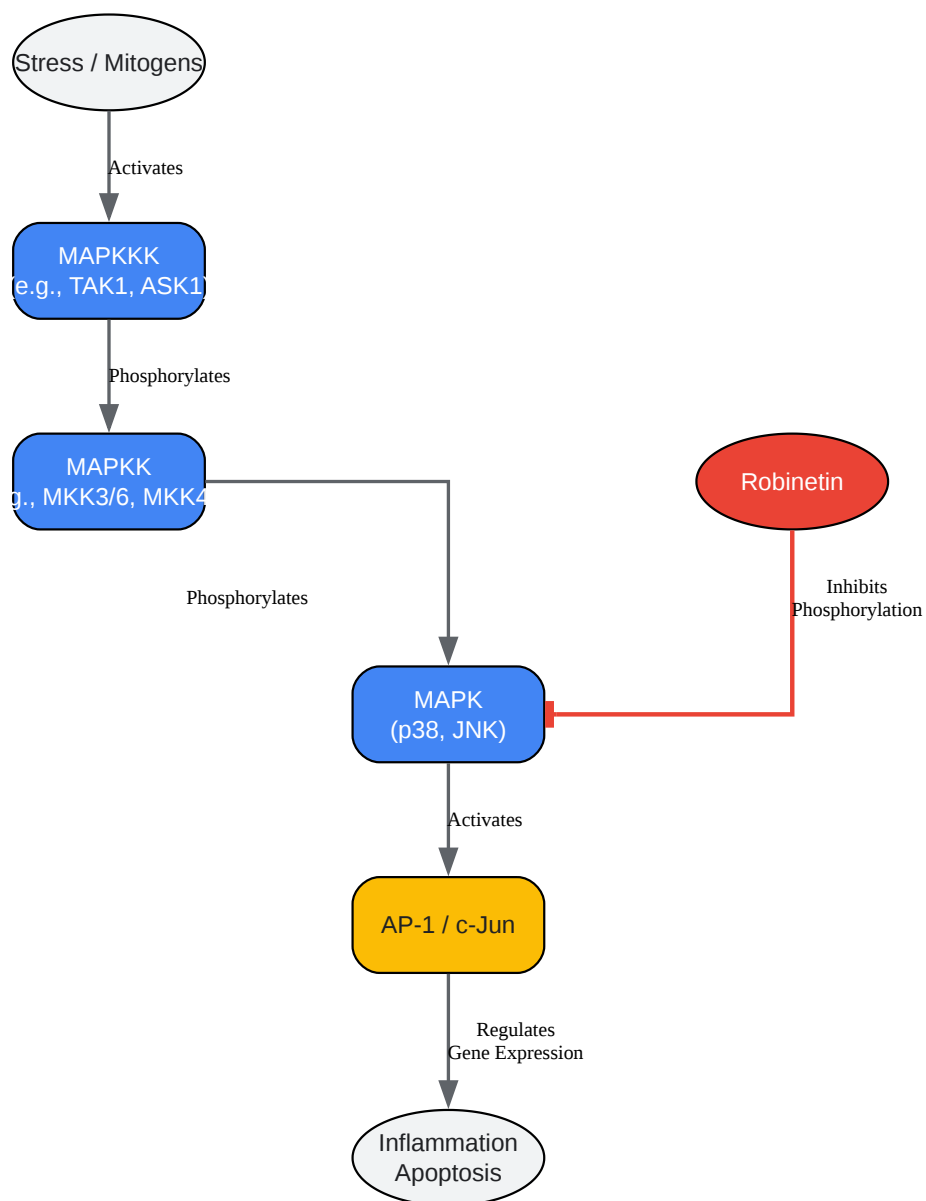 Stress / Mitogens
Activates
MAPKKK
(e.g., TAK1, ASK1)
Phosphorylates
MAPKK
g., MKK3/6, MKK4
Robinetin
Inhibits
Phosphorylation
Phosphorylates
MAPK
(p38, JNK)
Activates
AP-1 / c-Jun
Regulates
Gene Expression
Inflammation
Apoptosis